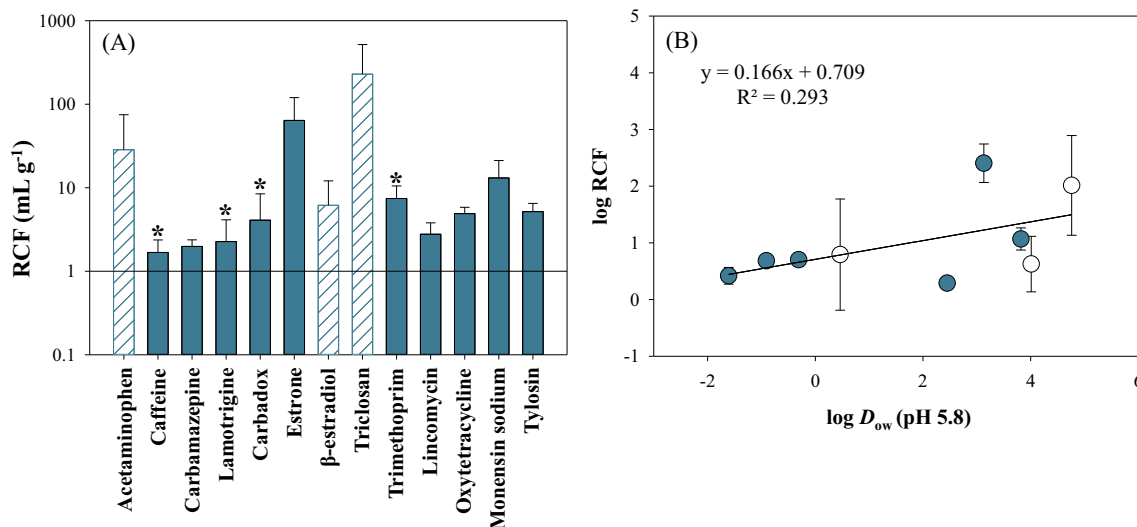 (A)
RCF (mL g⁻¹)
1000
100
10
1
0.1
*
*
*
*
Acetaminophen
Caffeine
Carbamazepine
Lamotrigine
Carbadox
Estrone
β-estradiol
Triclosan
Trimethoprim
Lincomycin
Oxytetracycline
Monensin sodium
Tylosin
(B)
y = 0.166x + 0.709
R² = 0.293
log RCF
5
4
3
2
1
0
-1
-2
0
2
4
6
log Dow (pH 5.8)